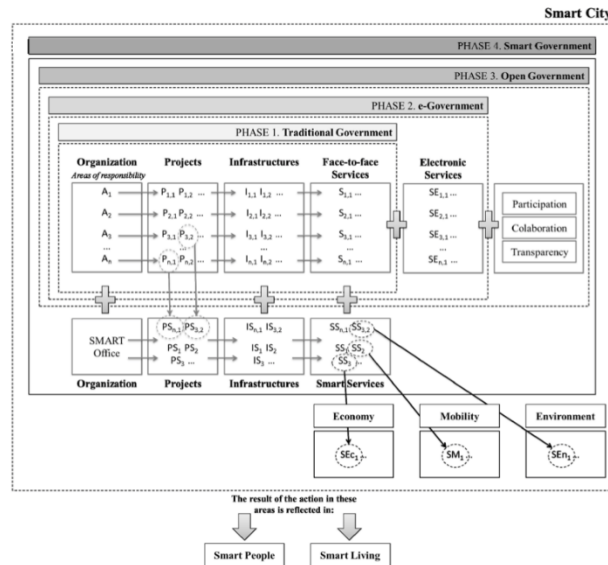 Smart City
PHASE 4. Smart Government
PHASE 3. Open Government
PHASE 2. e-Government
PHASE 1. Traditional Government
Organization Projects Infrastructures Face-to-face Services Electronic Services
Areas of responsibility
A1 P1,1 P1,2 ... I1,1 I1,2 ... S1,1 ... SE1,1 ...
A2 P2,1 P2,2 ... I2,1 I2,2 ... S2,1 ... SE2,1 ...
A3 P3,1 P3,2 ... I3,1 I3,2 ... S3,1 ... SE3,1 ...
... ... ... ... ...
An Pn,1 Pn,2 ... In,1 In,2 ... Sn,1 ... SEn,1 ...
Participation
Colaboration
Transparency
SMART Office
PSn,1 PS3,2 ISn,1 IS3,2 SSn,1 SS3,2
PS1 PS2 IS1 IS2 SS1 SS2
PS3 ... IS3 ... SS3 ...
Organization Projects Infrastructures Smart Services
Economy Mobility Environment
SEc1 ... SM1 ... SEn1 ...
The result of the action in these
areas is reflected in:
Smart People Smart Living